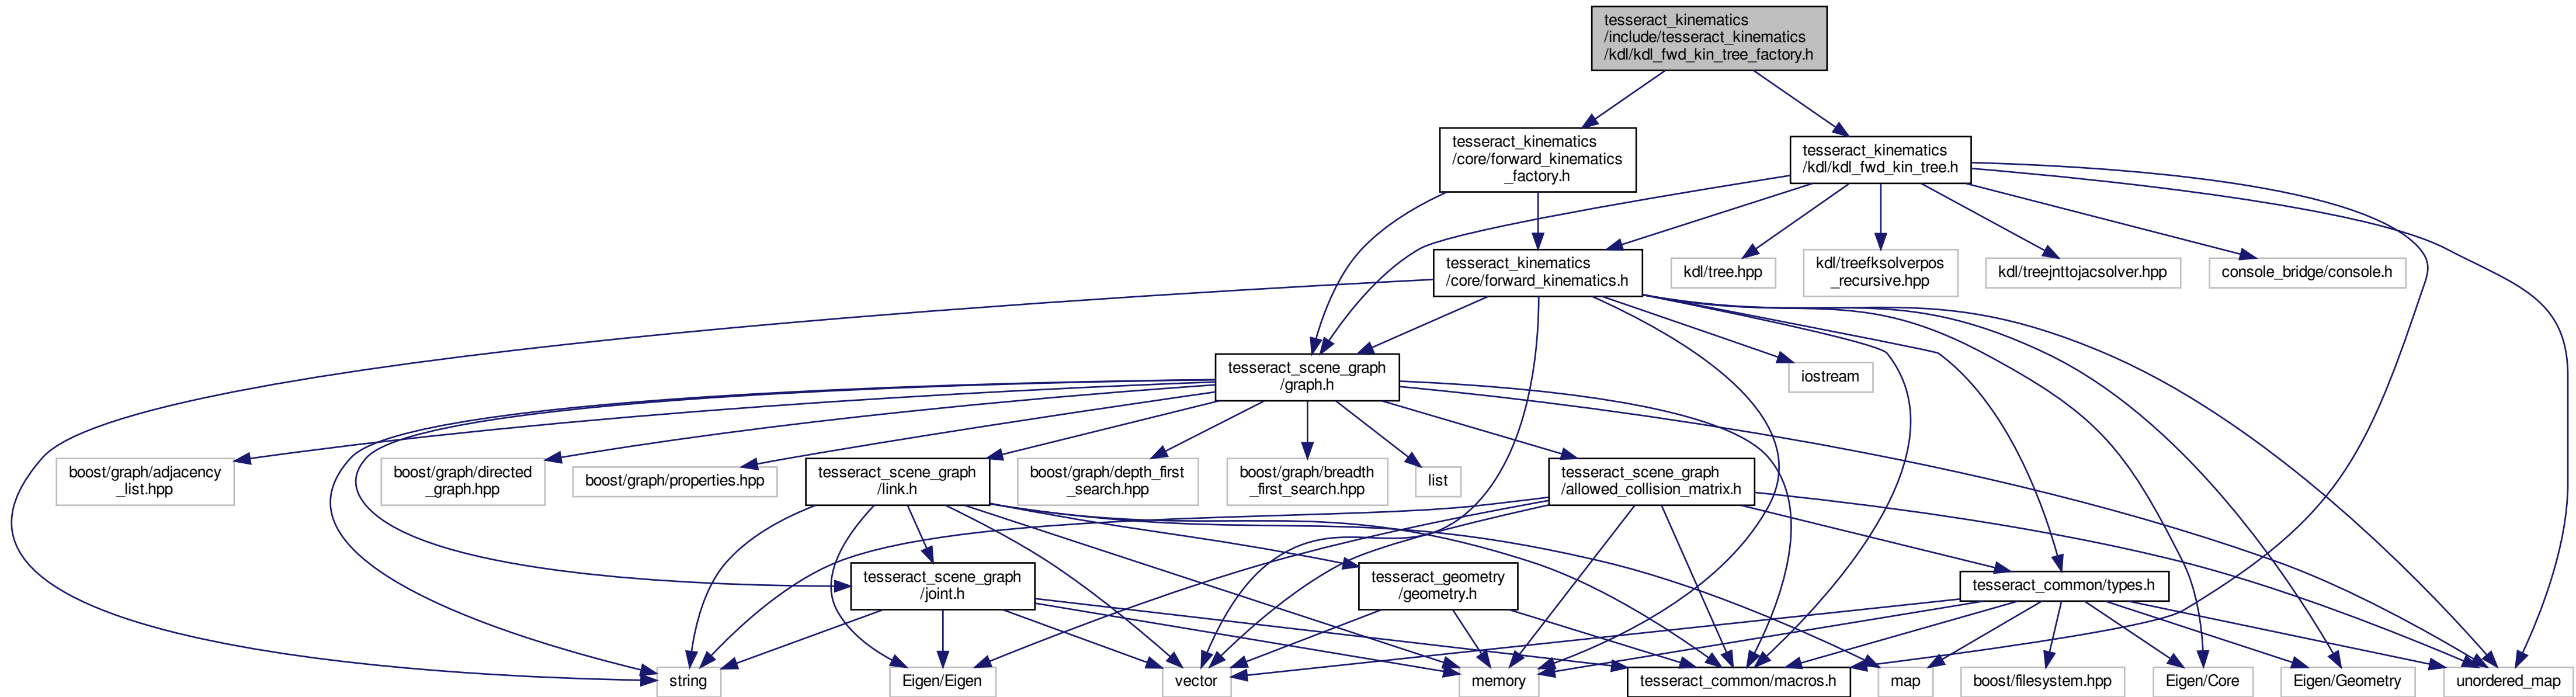 tesseract_kinematics
/include/tesseract_kinematics
/kdl/kdl_fwd_kin_tree_factory.h
tesseract_kinematics
/core/forward_kinematics
_factory.h
tesseract_kinematics
/kdl/kdl_fwd_kin_tree.h
tesseract_kinematics
/core/forward_kinematics.h
kdl/tree.hpp
kdl/treefksolverpos
_recursive.hpp
kdl/treejnttojacsolver.hpp
console_bridge/console.h
tesseract_scene_graph
/graph.h
iostream
boost/graph/adjacency
_list.hpp
boost/graph/directed
_graph.hpp
boost/graph/properties.hpp
tesseract_scene_graph
/link.h
boost/graph/depth_first
_search.hpp
boost/graph/breadth
_first_search.hpp
list
tesseract_scene_graph
/allowed_collision_matrix.h
tesseract_scene_graph
/joint.h
tesseract_geometry
/geometry.h
tesseract_common/types.h
string
Eigen/Eigen
vector
memory
tesseract_common/macros.h
map
boost/filesystem.hpp
Eigen/Core
Eigen/Geometry
unordered_map